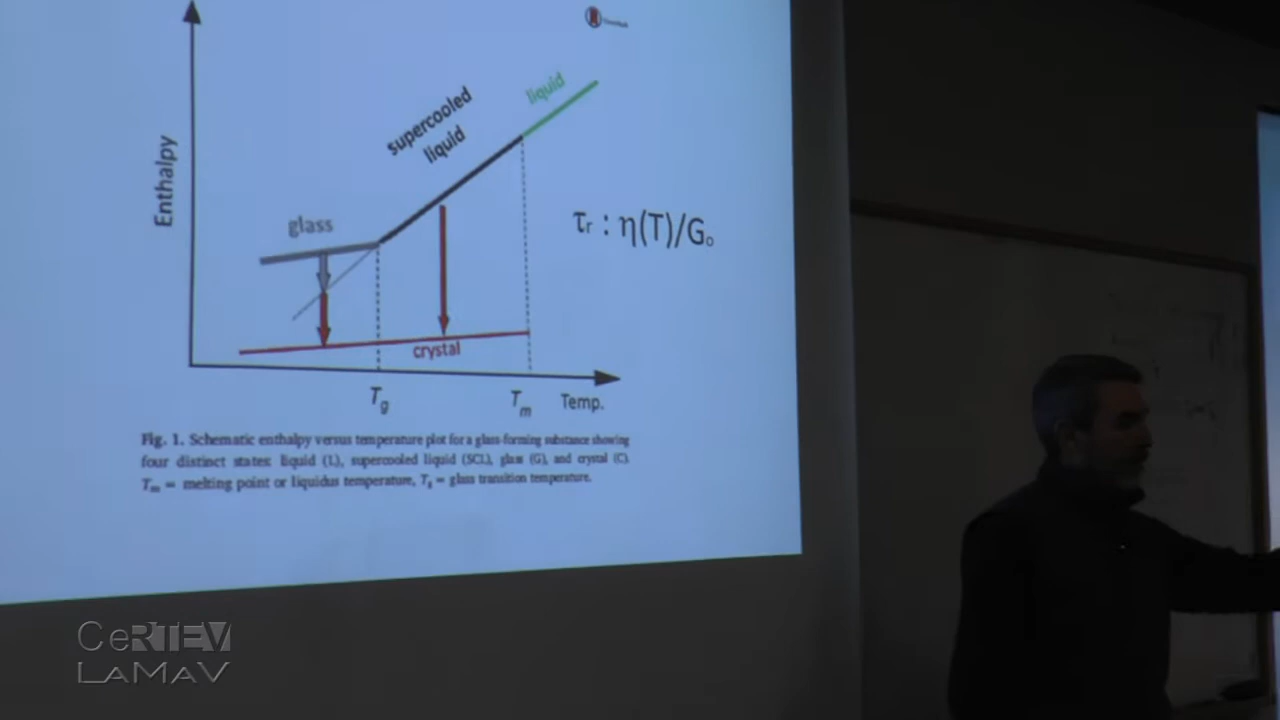 Enthalpy
supercooled
liquid
liquid
glass
τr : η(T)/G₀
crystal
Tg
Tm
Temp.
Fig. 1. Schematic enthalpy versus temperature plot for a glass-forming substance showing
four distinct states: liquid (L), supercooled liquid (SCL), glass (G), and crystal (C).
Tm = melting point or liquidus temperature, Tg = glass transition temperature.
CeRTEV
LaMaV